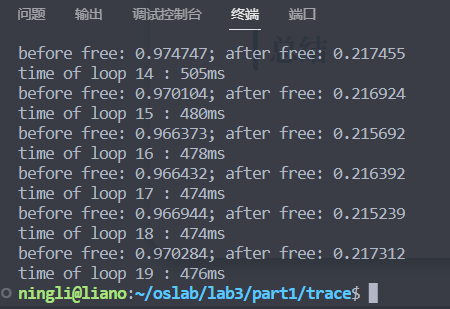 问题 输出 调试控制台 终端 端口
总结
before free: 0.974747; after free: 0.217455
time of loop 14 : 505ms
before free: 0.970104; after free: 0.216924
time of loop 15 : 480ms
before free: 0.966373; after free: 0.215692
time of loop 16 : 478ms
before free: 0.966432; after free: 0.216392
time of loop 17 : 474ms
before free: 0.966944; after free: 0.215239
time of loop 18 : 474ms
before free: 0.970284; after free: 0.217312
time of loop 19 : 476ms
ningli@liano:~/oslab/lab3/part1/trace$